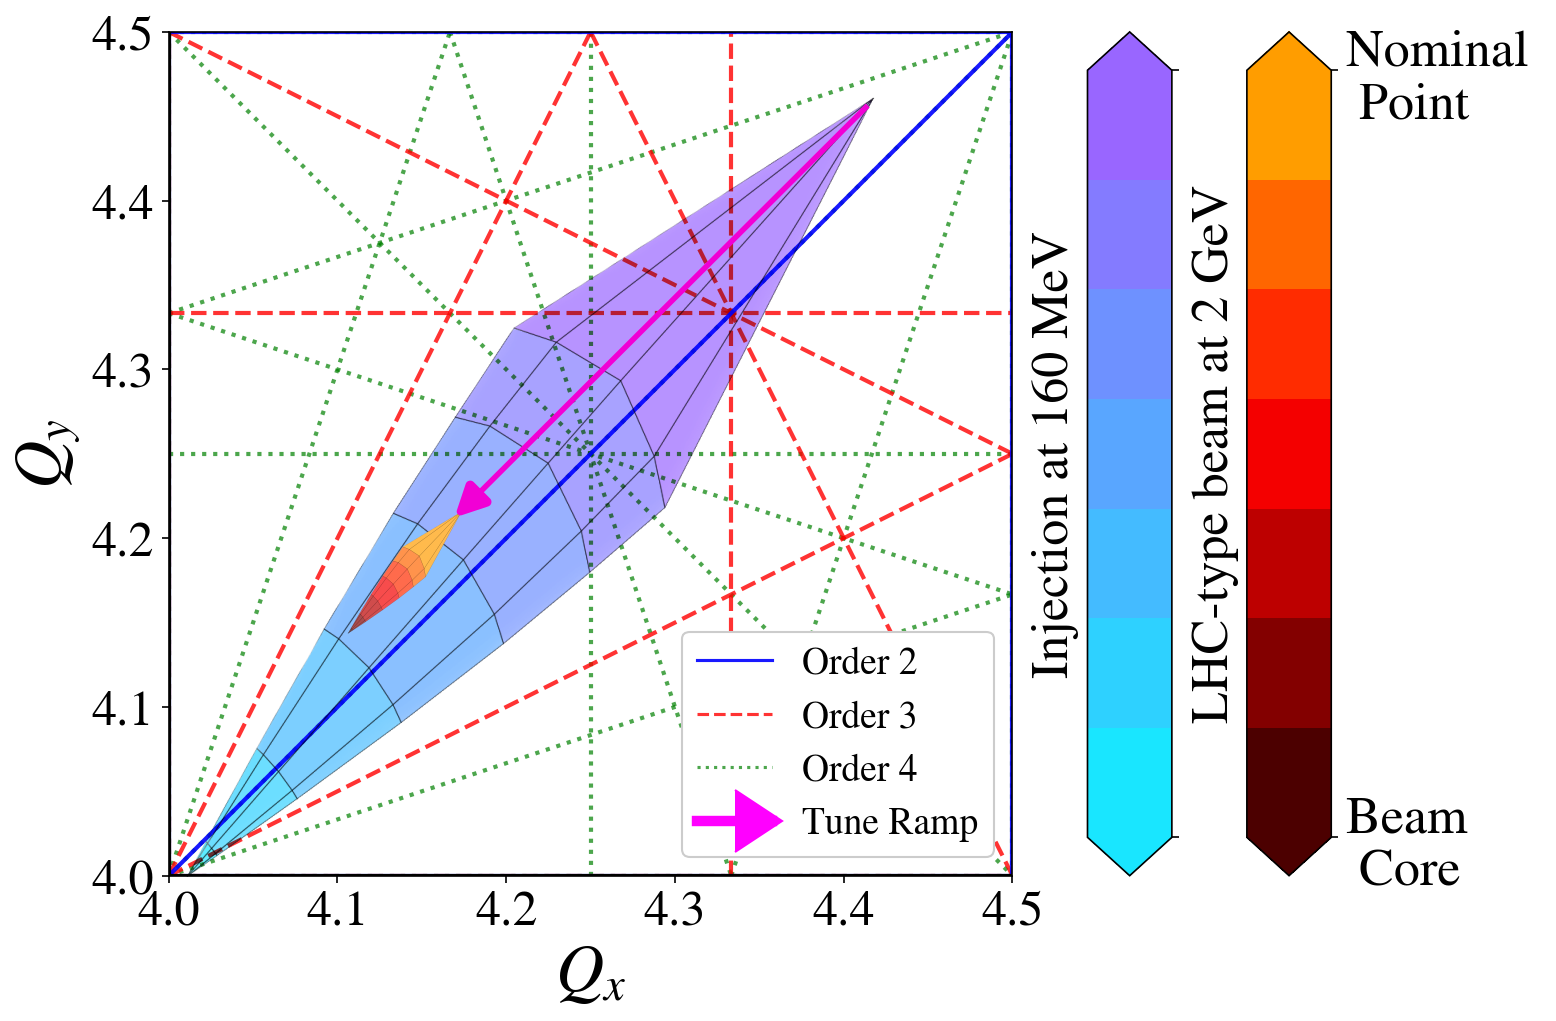 4.5
4.4
4.3
4.2
4.1
4.0
Qy
4.0 4.1 4.2 4.3 4.4 4.5
Qx
Order 2
Order 3
Order 4
Tune Ramp
Injection at 160 MeV
LHC-type beam at 2 GeV
Nominal
Point
Beam
Core